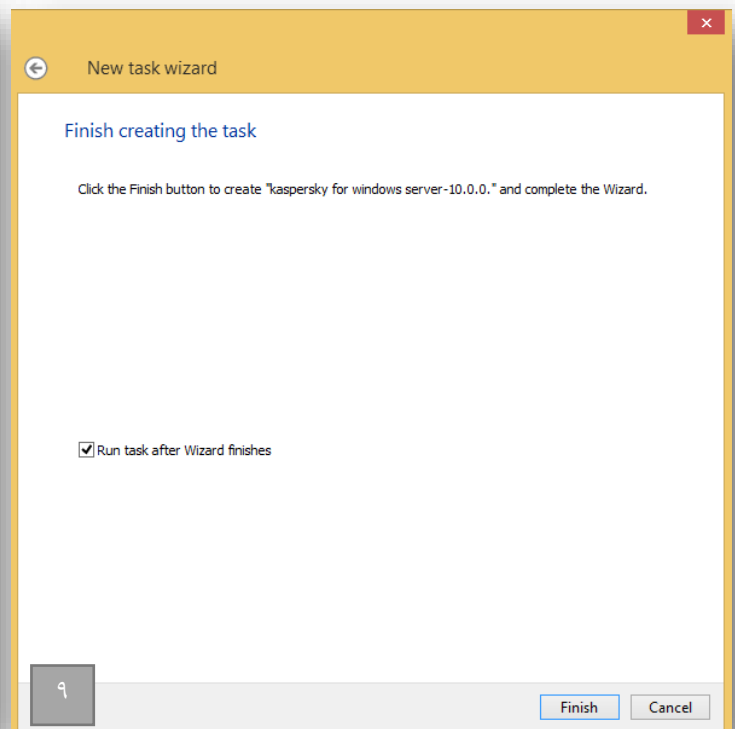 New task wizard
Finish creating the task
Click the Finish button to create "kaspersky for windows server-10.0.0." and complete the Wizard.
Run task after Wizard finishes
۹
Finish Cancel